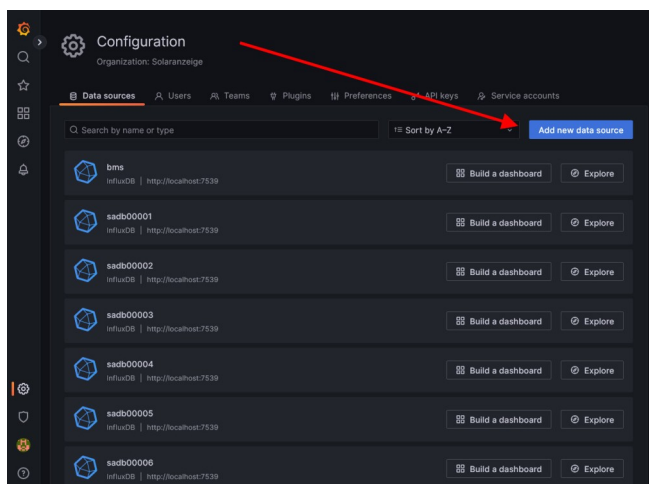 Configuration
Organization: Solaranzeige
Data sources Users Teams Plugins Preferences API keys Service accounts
Search by name or type Sort by A–Z Add new data source
bms
InfluxDB | http://localhost:7539
Build a dashboard Explore
sadb00001
InfluxDB | http://localhost:7539
Build a dashboard Explore
sadb00002
InfluxDB | http://localhost:7539
Build a dashboard Explore
sadb00003
InfluxDB | http://localhost:7539
Build a dashboard Explore
sadb00004
InfluxDB | http://localhost:7539
Build a dashboard Explore
sadb00005
InfluxDB | http://localhost:7539
Build a dashboard Explore
sadb00006
InfluxDB | http://localhost:7539
Build a dashboard Explore